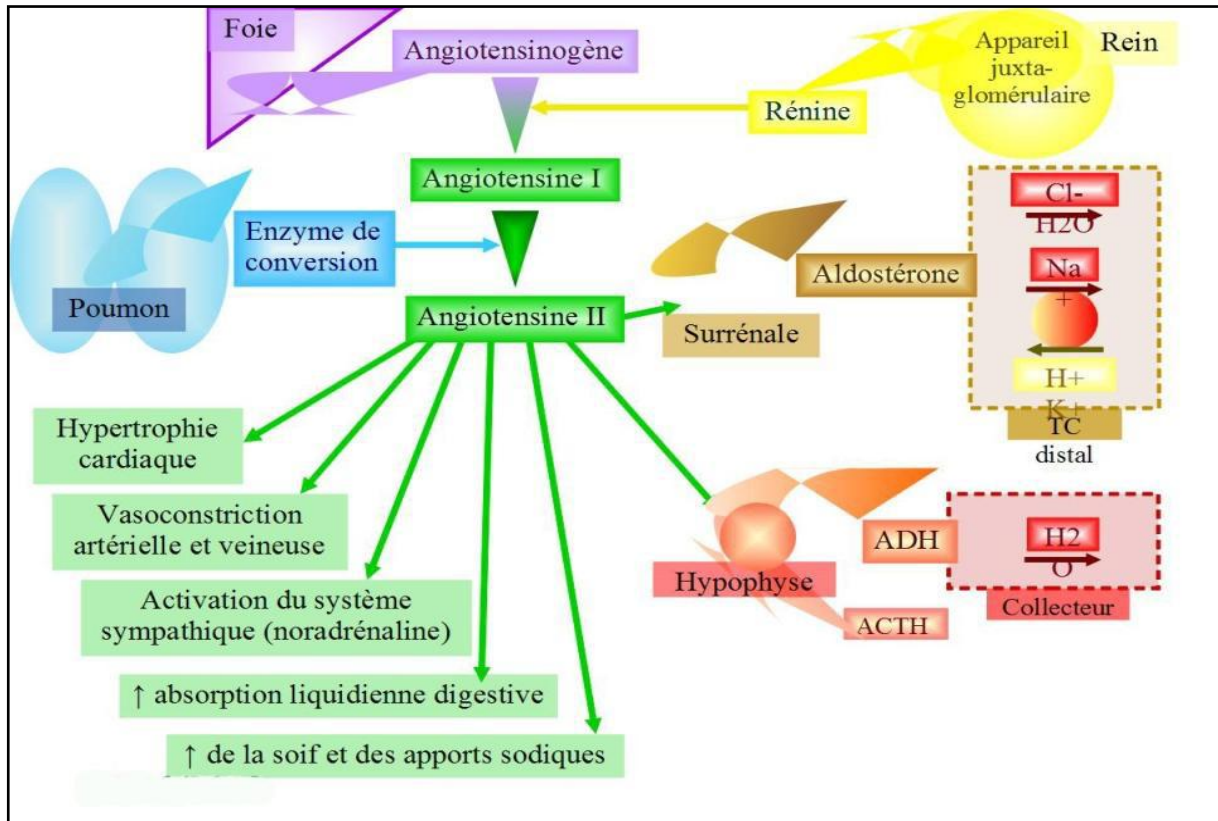 Foie
Angiotensinogène
Appareil
juxta-
glomérulaire
Rein
Rénine
Angiotensine I
Enzyme de
conversion
Poumon
Angiotensine II
Surrénale
Aldostérone
Cl-
H2O
Na
+
H+
K+
TC
distal
Hypertrophie
cardiaque
Vasoconstriction
artérielle et veineuse
Activation du système
sympathique (noradrénaline)
↑ absorption liquidienne digestive
↑ de la soif et des apports sodiques
Hypophyse
ADH
ACTH
H2
O
Collecteur